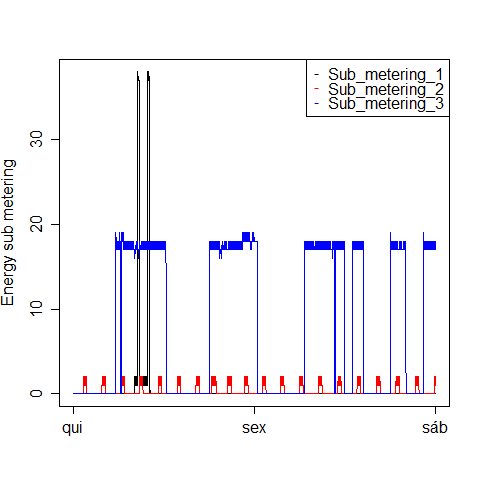 - Sub_metering_1
- Sub_metering_2
- Sub_metering_3
Energy sub metering
0
10
20
30
qui
sex
sáb